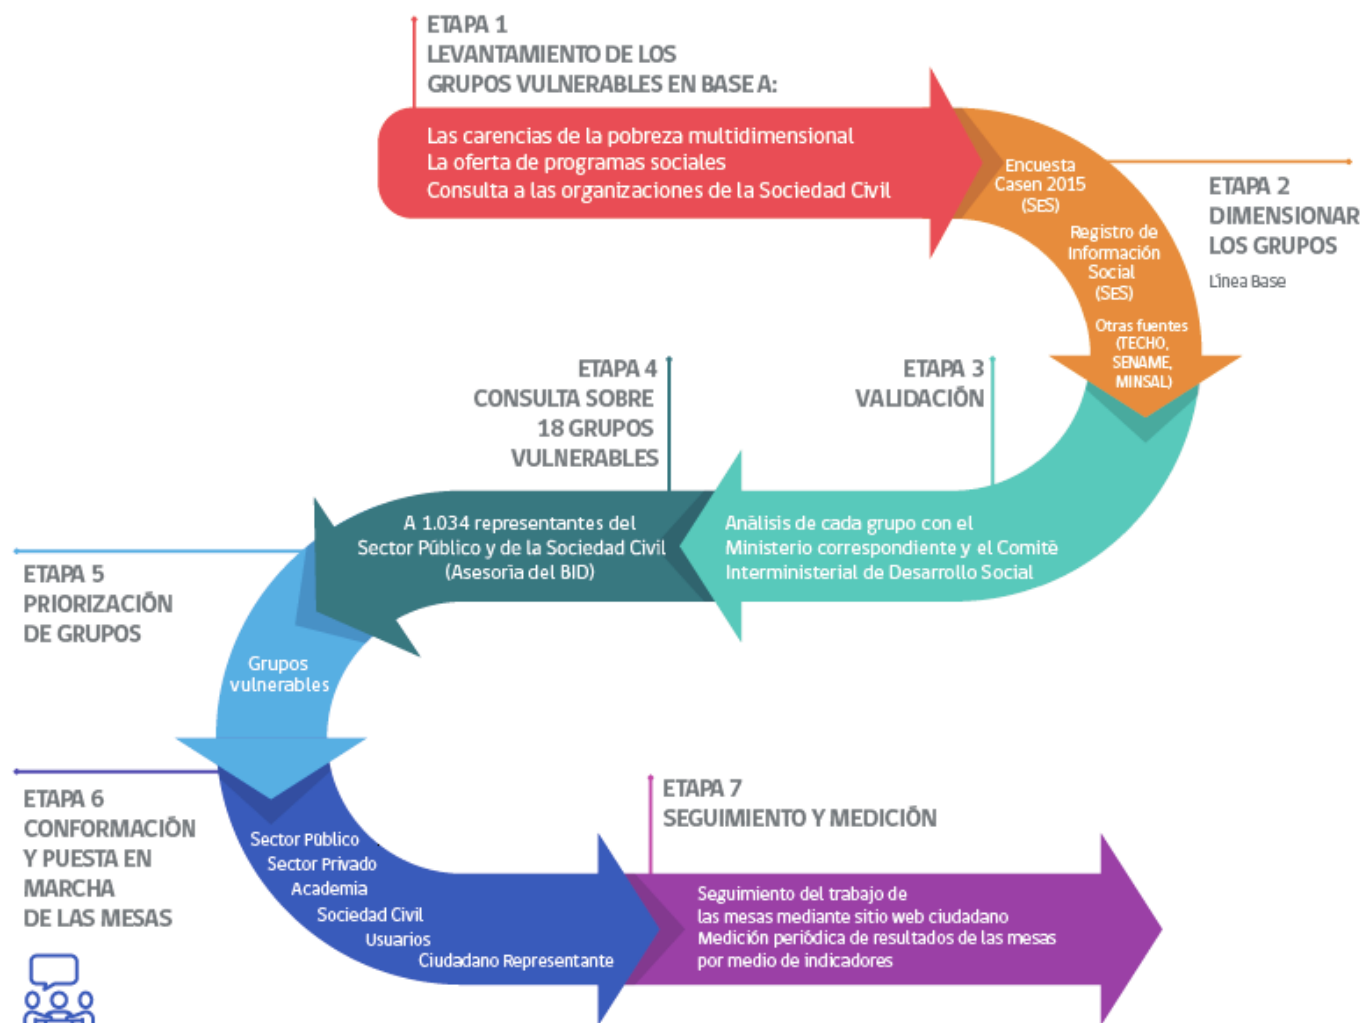 ETAPA 1
LEVANTAMIENTO DE LOS
GRUPOS VULNERABLES EN BASE A:
Las carencias de la pobreza multidimensional
La oferta de programas sociales
Consulta a las organizaciones de la Sociedad Civil
Encuesta
Casen 2015
(SES)
Registro de
Información
Social
(SES)
Otras fuentes
(TECHO,
SENAME,
MINSAL)
ETAPA 2
DIMENSIONAR
LOS GRUPOS
Línea Base
ETAPA 3
VALIDACIÓN
Análisis de cada grupo con el
Ministerio correspondiente y el Comité
Interministerial de Desarrollo Social
ETAPA 4
CONSULTA SOBRE
18 GRUPOS
VULNERABLES
A 1.034 representantes del
Sector Público y de la Sociedad Civil
(Asesoría del BID)
ETAPA 5
PRIORIZACIÓN
DE GRUPOS
Grupos
vulnerables
ETAPA 6
CONFORMACIÓN
Y PUESTA EN
MARCHA
DE LAS MESAS
Sector Público
Sector Privado
Academia
Sociedad Civil
Usuarios
Ciudadano Representante
ETAPA 7
SEGUIMIENTO Y MEDICIÓN
Seguimiento del trabajo de
las mesas mediante sitio web ciudadano
Medición periódica de resultados de las mesas
por medio de indicadores